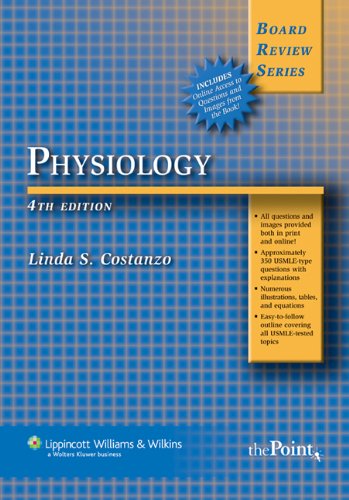 BOARD
REVIEW
SERIES
INCLUDES
Online Access to
Questions and
Images from
the Book!
PHYSIOLOGY
4TH EDITION
Linda S. Costanzo
• All questions and
images provided
both in print
and online!
• Approximately
350 USMLE-type
questions with
explanations
• Numerous
illustrations, tables,
and equations
• Easy-to-follow
outline covering
all USMLE-tested
topics
Lippincott Williams & Wilkins
a Wolters Kluwer business
thePoint